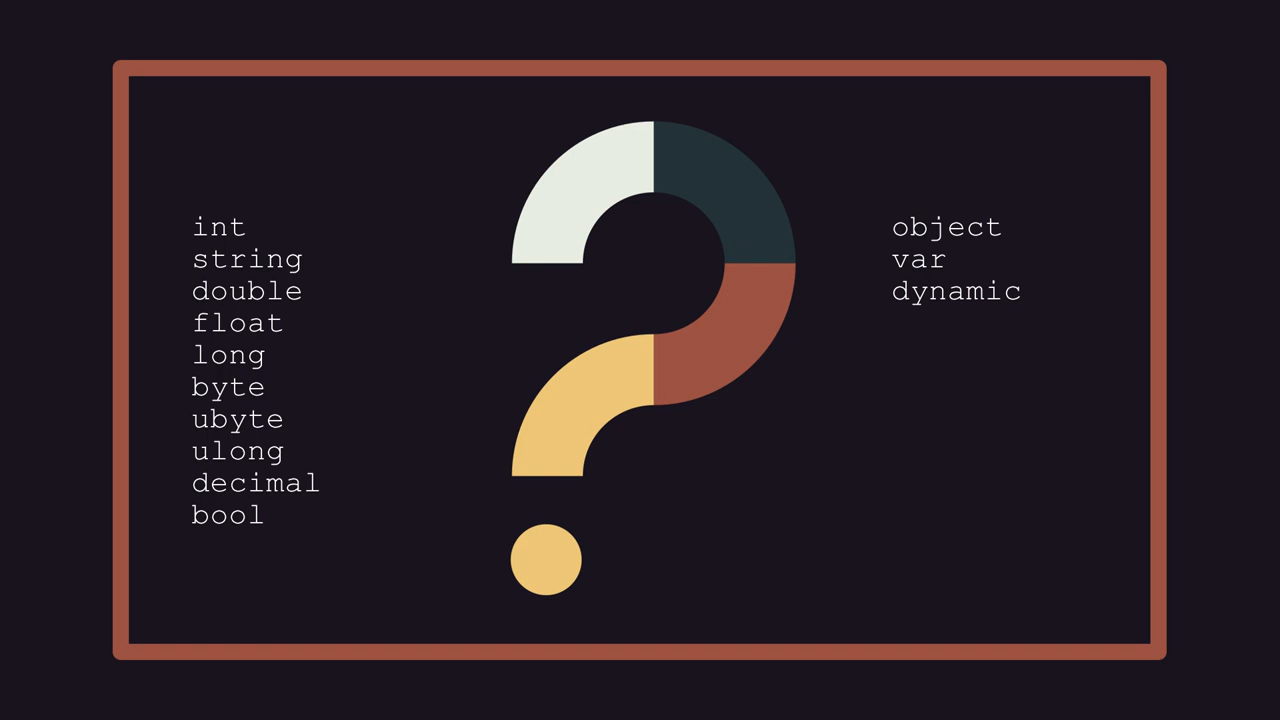 int
string
double
float
long
byte
ubyte
ulong
decimal
bool
?
object
var
dynamic